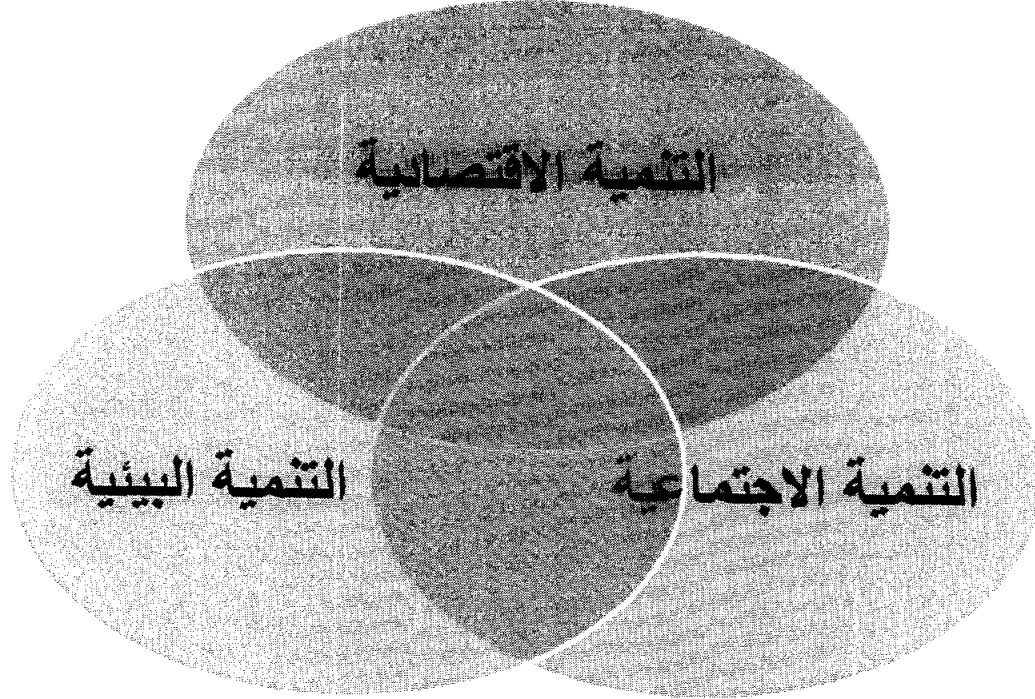 التنمية الاقتصادية
التنمية الاجتماعية
التنمية البيئية